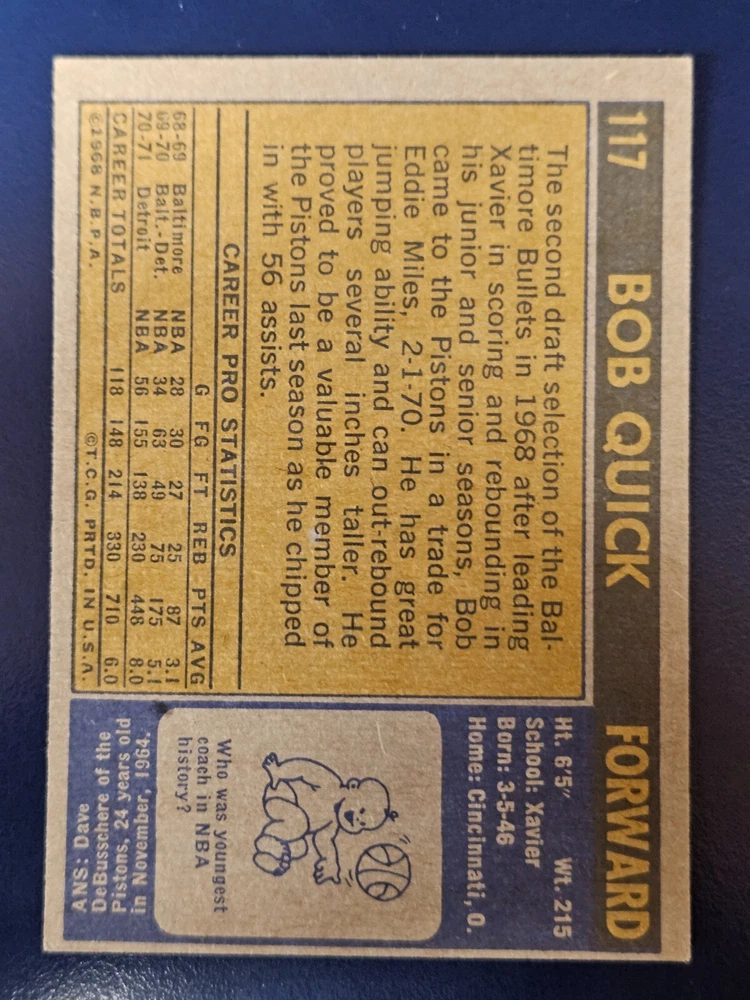 117 BOB QUICK FORWARD
The second draft selection of the Bal-
timore Bullets in 1968 after leading
Xavier in scoring and rebounding in
his junior and senior seasons, Bob
came to the Pistons in a trade for
Eddie Miles, 2-1-70. He has great
jumping ability and can out-rebound
players several inches taller. He
proved to be a valuable member of
the Pistons last season as he chipped
in with 56 assists.
CAREER PRO STATISTICS
G FG FT REB PTS AVG
68-69 Baltimore NBA 28 30 27 25 87 3.1
69-70 Balt.-Det. NBA 34 63 49 75 175 5.1
70-71 Detroit NBA 56 155 138 230 448 8.0
CAREER TOTALS 118 148 214 330 710 6.0
©1968 N.B.P.A. ©T.C.G. PRTD. IN U.S.A.
Ht. 6'5" Wt. 215
School: Xavier
Born: 3-5-46
Home: Cincinnati, O.
Who was youngest
coach in NBA
history?
ANS: Dave
DeBusschere of the
Pistons, 24 years old
in November, 1964.